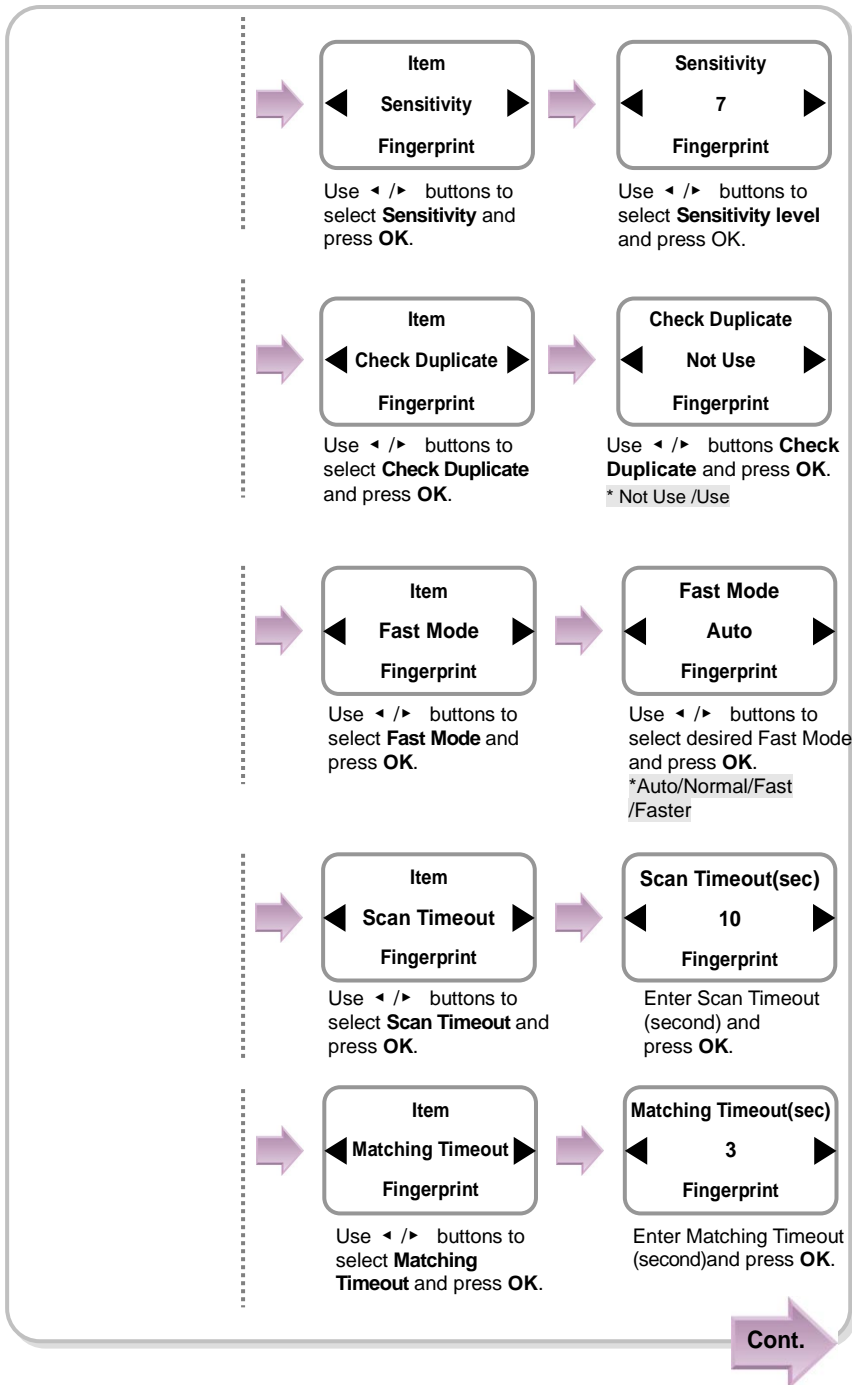 Item
Sensitivity
Fingerprint
Use ◂ /▸ buttons to
select Sensitivity and
press OK.
Sensitivity
7
Fingerprint
Use ◂ /▸ buttons to
select Sensitivity level
and press OK.
Item
Check Duplicate
Fingerprint
Use ◂ /▸ buttons to
select Check Duplicate
and press OK.
Check Duplicate
Not Use
Fingerprint
Use ◂ /▸ buttons Check
Duplicate and press OK.
* Not Use /Use
Item
Fast Mode
Fingerprint
Use ◂ /▸ buttons to
select Fast Mode and
press OK.
Fast Mode
Auto
Fingerprint
Use ◂ /▸ buttons to
select desired Fast Mode
and press OK.
*Auto/Normal/Fast
/Faster
Item
Scan Timeout
Fingerprint
Use ◂ /▸ buttons to
select Scan Timeout and
press OK.
Scan Timeout(sec)
10
Fingerprint
Enter Scan Timeout
(second) and
press OK.
Item
Matching Timeout
Fingerprint
Use ◂ /▸ buttons to
select Matching
Timeout and press OK.
Matching Timeout(sec)
3
Fingerprint
Enter Matching Timeout
(second)and press OK.
Cont.